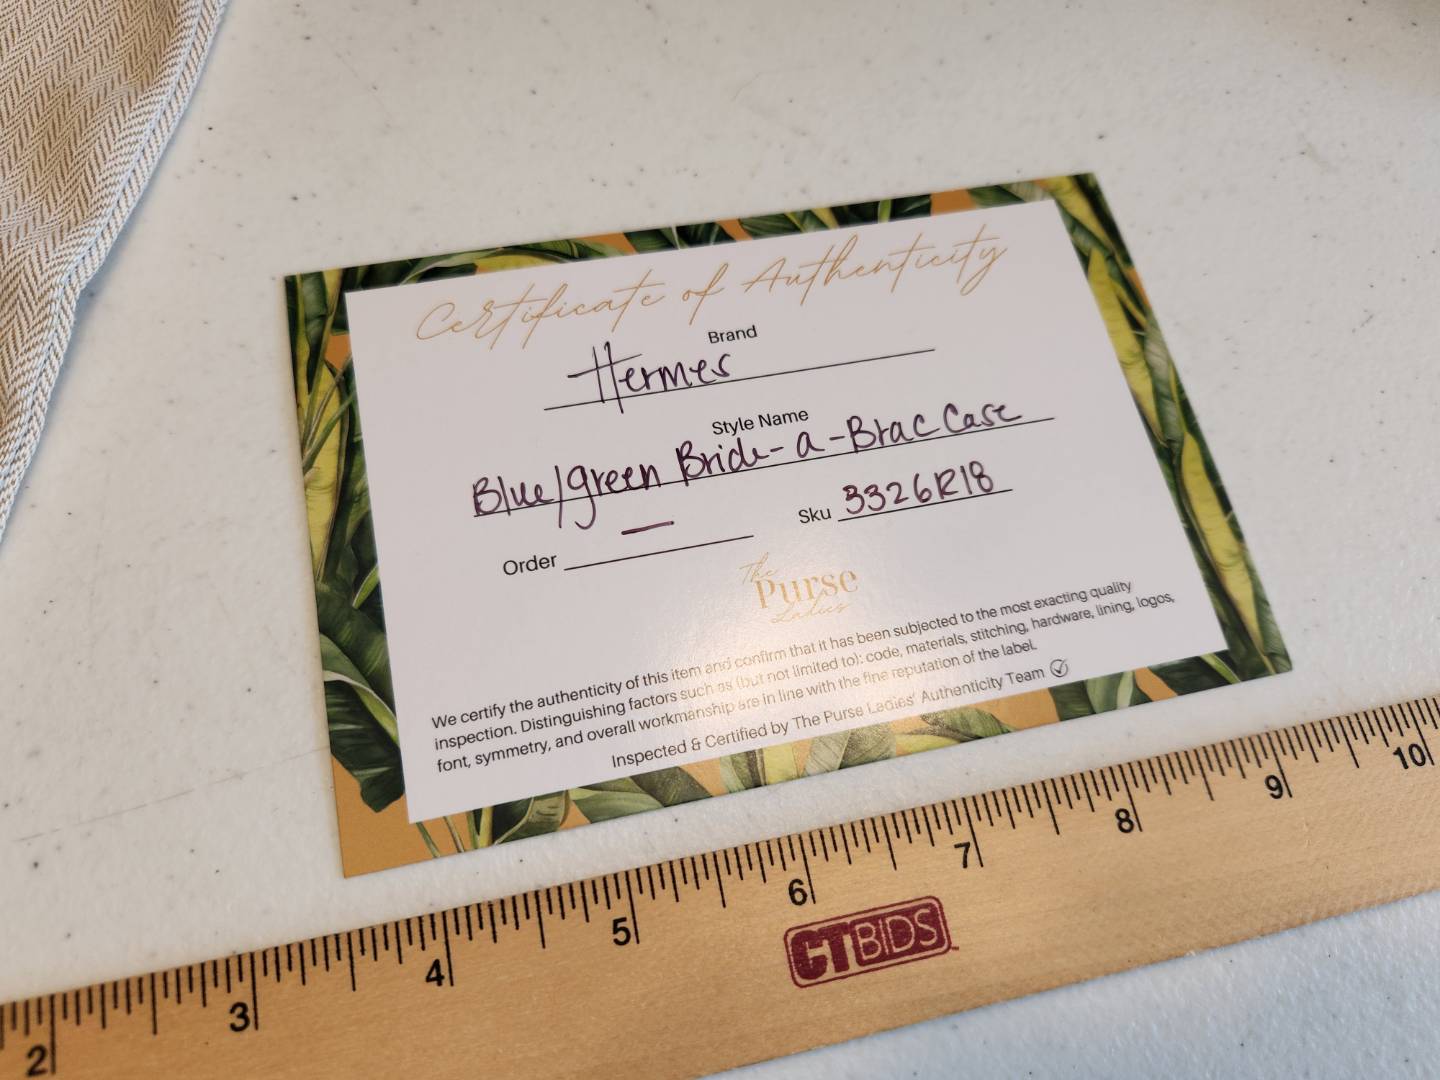 Certificate of Authenticity
Brand
Hermes
Style Name
Blue/green Bride-a-Brac Case
Order — Sku 3326R18
The
Purse
Ladies
We certify the authenticity of this item and confirm that it has been subjected to the most exacting quality
inspection. Distinguishing factors such as (but not limited to): code, materials, stitching, hardware, lining, logos,
font, symmetry, and overall workmanship are in line with the fine reputation of the label.
Inspected & Certified by The Purse Ladies' Authenticity Team
2 3 4 5 6 7 8 9 10
CTBIDS